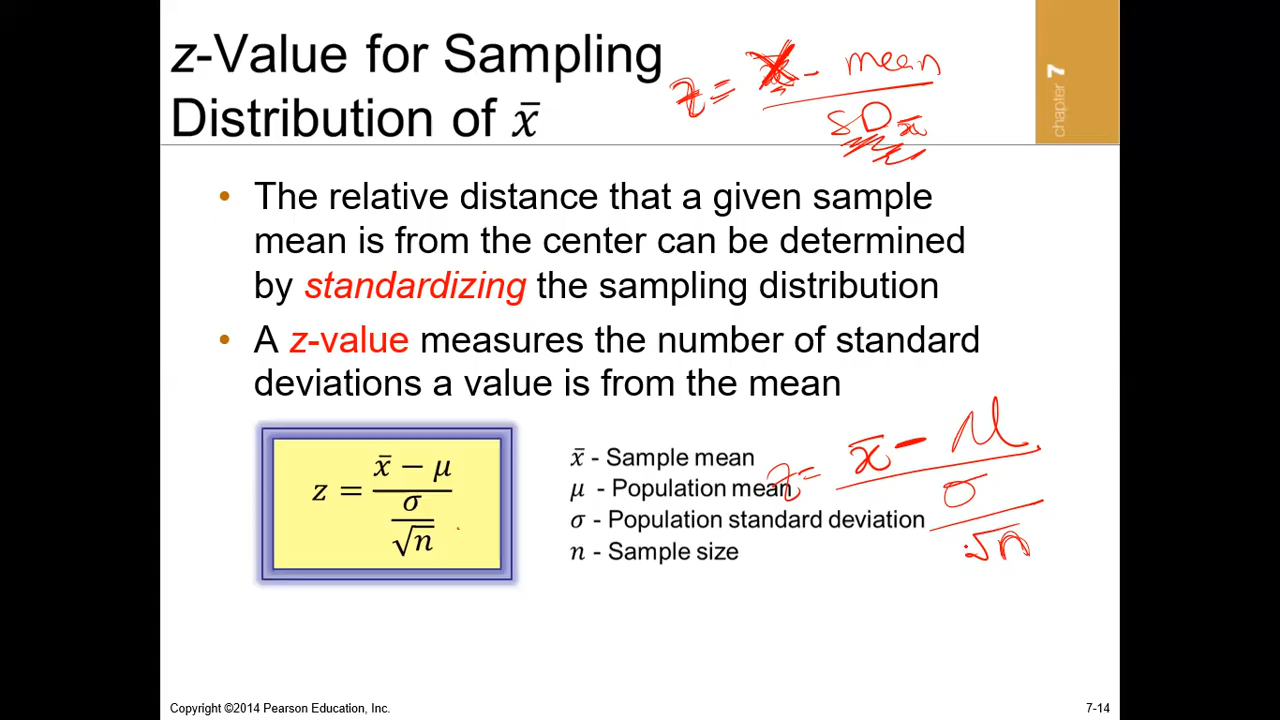 z-Value for Sampling
Distribution of x̄
z = x̄ - mean
SD x̄
chapter 7
• The relative distance that a given sample
mean is from the center can be determined
by standardizing the sampling distribution
• A z-value measures the number of standard
deviations a value is from the mean
z = (x̄ − μ) / (σ / √n)
x̄ - Sample mean
μ - Population mean
σ - Population standard deviation
n - Sample size
z = x̄ - μ
σ
√n
Copyright ©2014 Pearson Education, Inc.
7-14